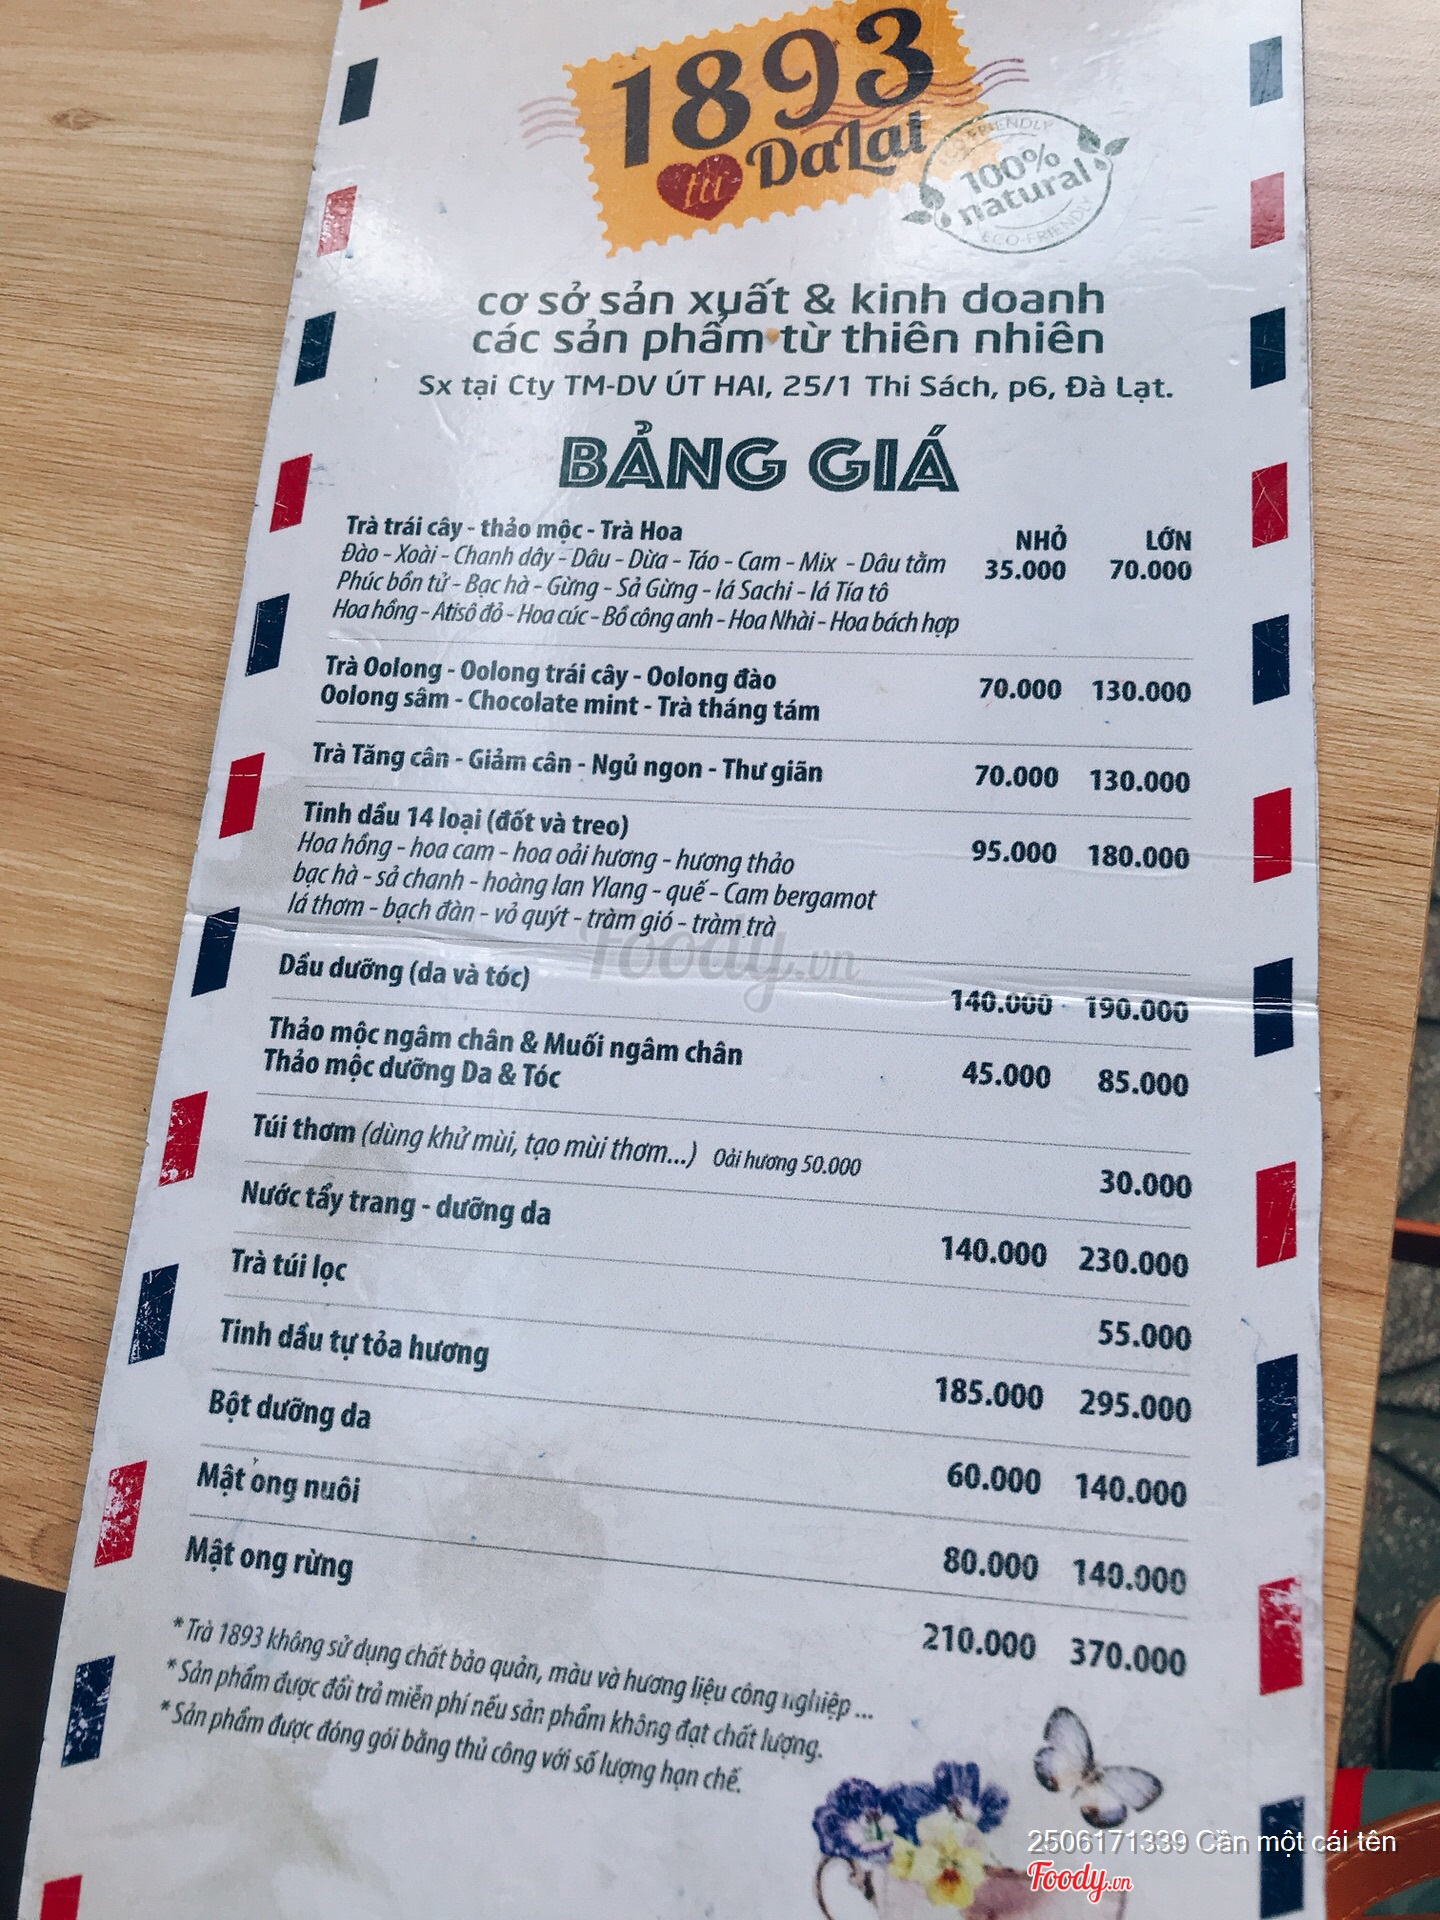 1893
từ DaLat
ECO-FRIENDLY
100%
natural
ECO-FRIENDLY
cơ sở sản xuất & kinh doanh
các sản phẩm từ thiên nhiên
Sx tại Cty TM-DV ÚT HAI, 25/1 Thi Sách, p6, Đà Lạt.
BẢNG GIÁ
Trà trái cây - thảo mộc - Trà Hoa NHỎ LỚN
Đào - Xoài - Chanh dây - Dâu - Dừa - Táo - Cam - Mix - Dâu tằm 35.000 70.000
Phúc bồn tử - Bạc hà - Gừng - Sả Gừng - lá Sachi - lá Tía tô
Hoa hồng - Atisô đỏ - Hoa cúc - Bồ công anh - Hoa Nhài - Hoa bách hợp
Trà Oolong - Oolong trái cây - Oolong đào 70.000 130.000
Oolong sâm - Chocolate mint - Trà tháng tám
Trà Tăng cân - Giảm cân - Ngủ ngon - Thư giãn 70.000 130.000
Tinh dầu 14 loại (đốt và treo) 95.000 180.000
Hoa hồng - hoa cam - hoa oải hương - hương thảo
bạc hà - sả chanh - hoàng lan Ylang - quế - Cam bergamot
lá thơm - bạch đàn - vỏ quýt - tràm gió - tràm trà
Foody.vn
Dầu dưỡng (da và tóc) 140.000 190.000
Thảo mộc ngâm chân & Muối ngâm chân 45.000 85.000
Thảo mộc dưỡng Da & Tóc
Túi thơm (dùng khử mùi, tạo mùi thơm...) Oải hương 50.000 30.000
Nước tẩy trang - dưỡng da 140.000 230.000
Trà túi lọc 55.000
Tinh dầu tự tỏa hương 185.000 295.000
Bột dưỡng da 60.000 140.000
Mật ong nuôi 80.000 140.000
Mật ong rừng 210.000 370.000
* Trà 1893 không sử dụng chất bảo quản, màu và hương liệu công nghiệp ...
* Sản phẩm được đổi trả miễn phí nếu sản phẩm không đạt chất lượng.
* Sản phẩm được đóng gói bằng thủ công với số lượng hạn chế.
2506171339 Cần một cái tên
Foody.vn